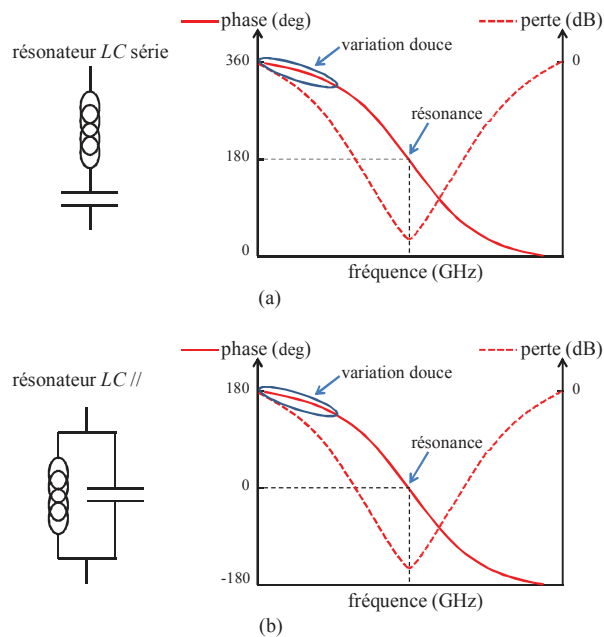 phase (deg)
perte (dB)
résonateur LC série
variation douce
360
0
résonance
180
0
fréquence (GHz)
(a)
phase (deg)
perte (dB)
résonateur LC //
variation douce
180
0
résonance
0
-180
fréquence (GHz)
(b)